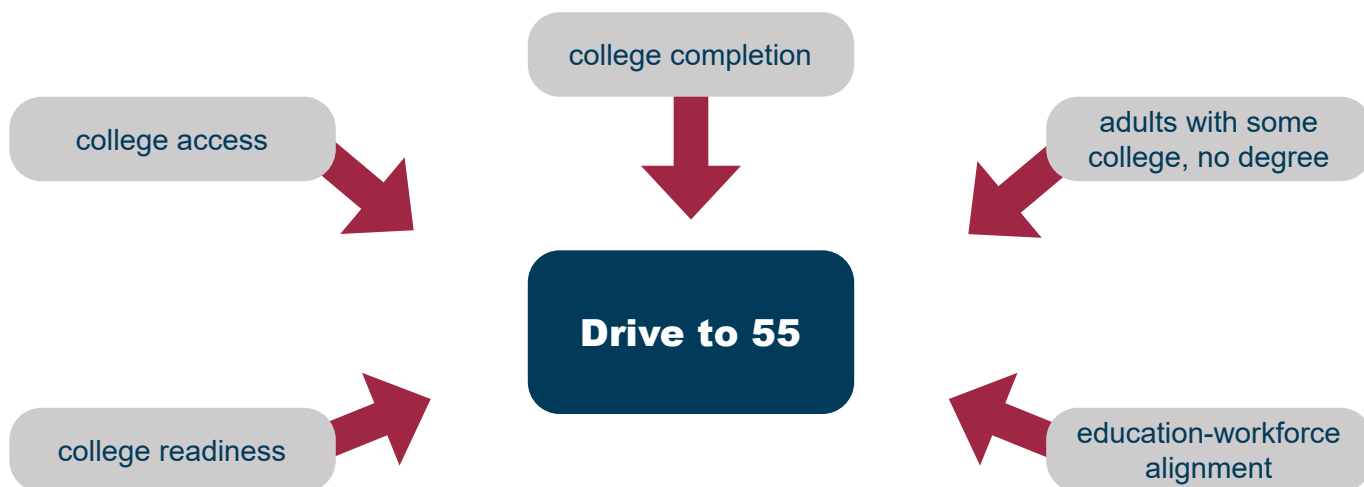 college completion
college access
adults with some
college, no degree
Drive to 55
college readiness
education-workforce
alignment